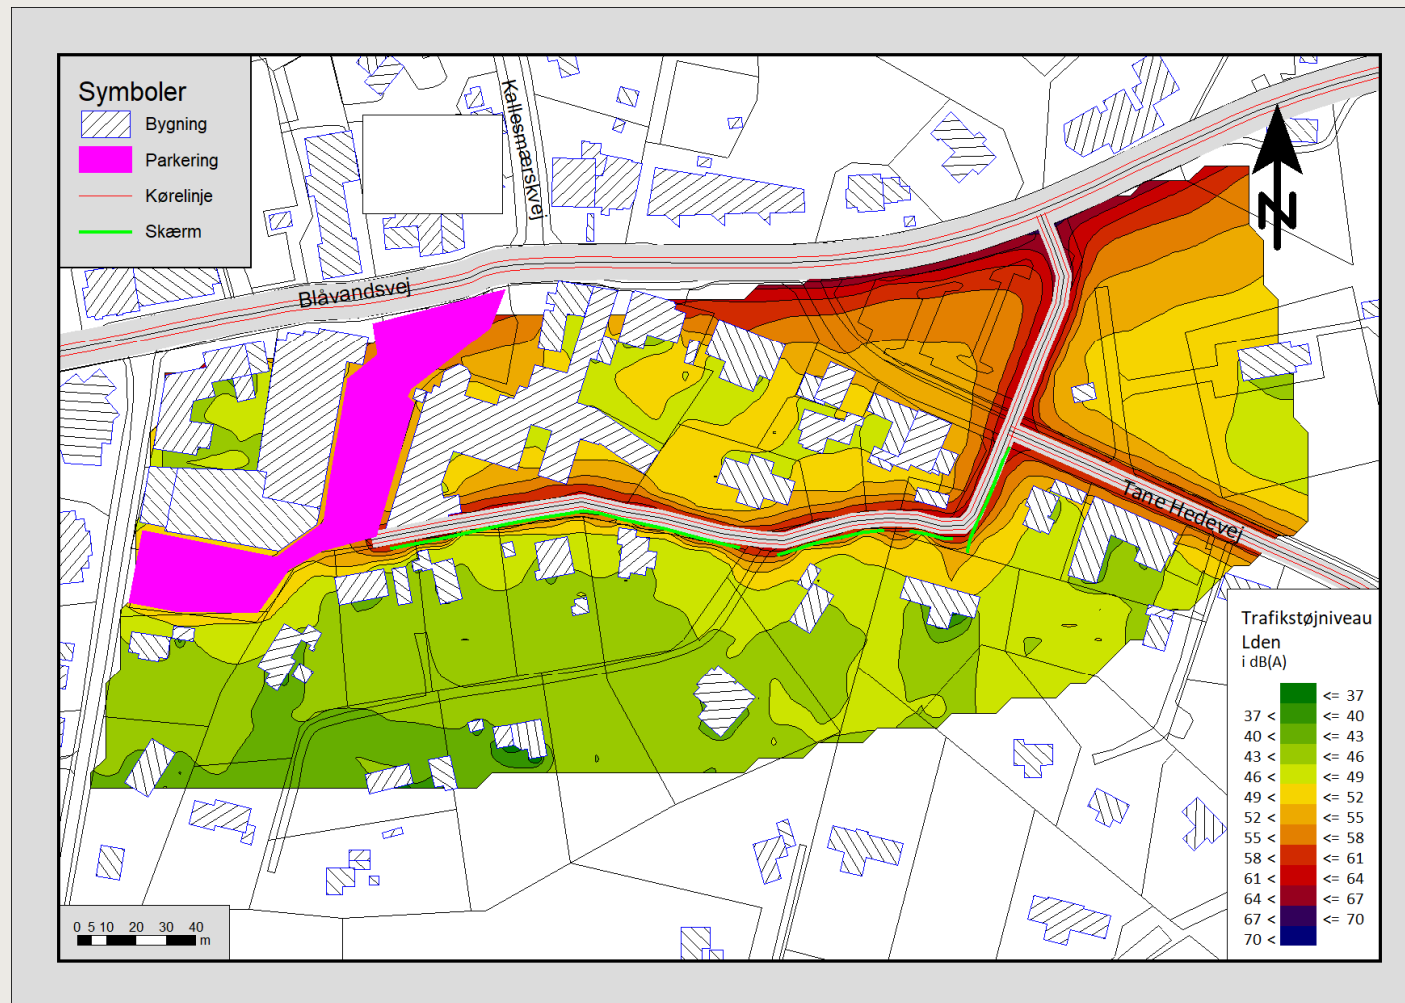 Symboler
Bygning
Parkering
Kørelinje
Skærm
Kallesmærskvej
Blåvandsvej
N
Tane Hedevej
Trafikstøjniveau
Lden
i dB(A)
<= 37
37 < <= 40
40 < <= 43
43 < <= 46
46 < <= 49
49 < <= 52
52 < <= 55
55 < <= 58
58 < <= 61
61 < <= 64
64 < <= 67
67 < <= 70
70 <
0 5 10 20 30 40
m